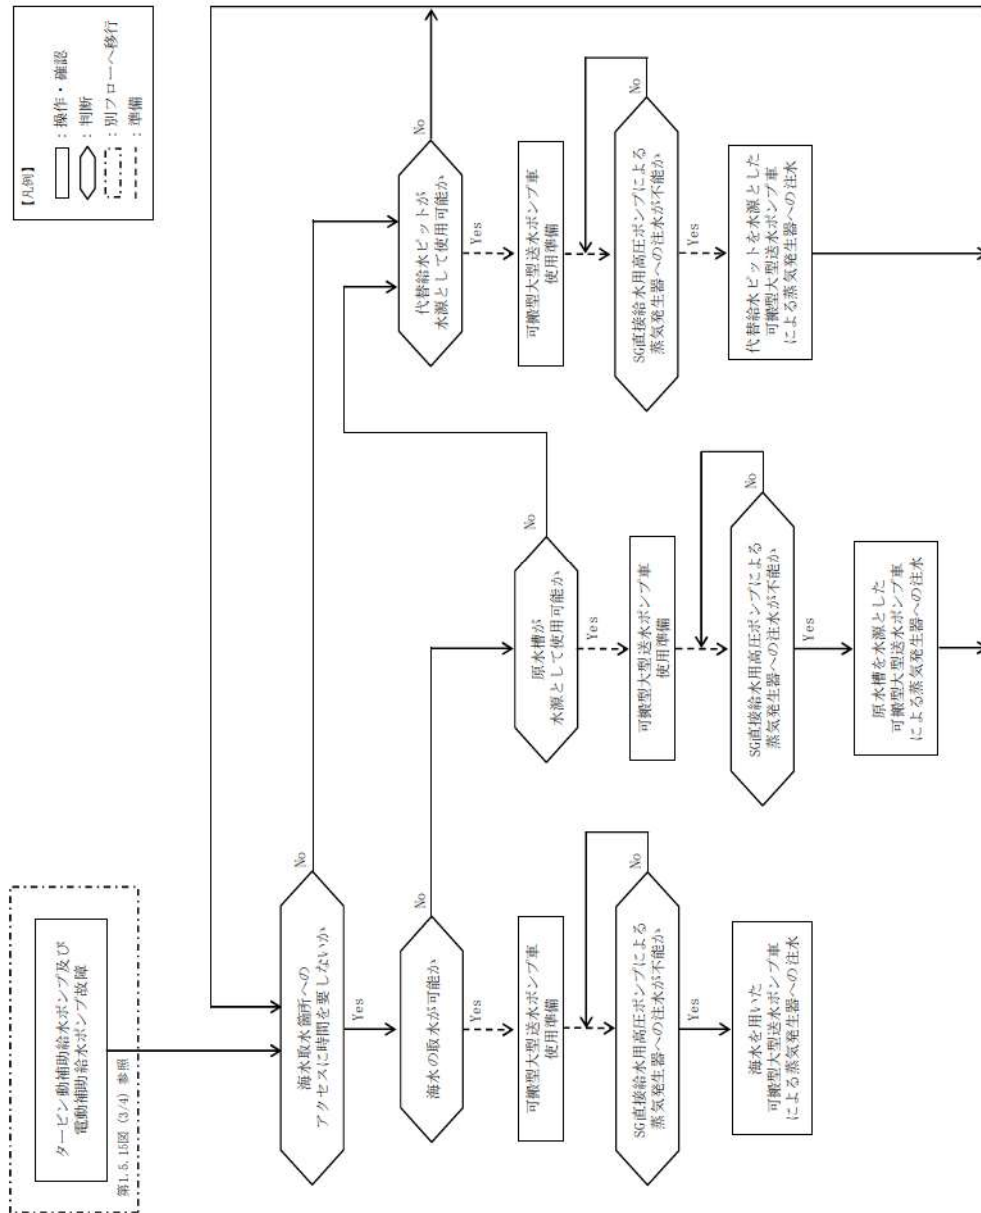 タービン動補助給水ポンプ及び
電動補助給水ポンプ故障
第1.5.15図 (3/4) 参照
【凡例】
：操作・確認
：判断
：別フローへ移行
：準備
海水取水箇所への
アクセスに時間を要しないか
No
Yes
海水の取水が可能か
No
Yes
可搬型大型送水ポンプ車
使用準備
SG直接給水用高圧ポンプによる
蒸気発生器への注水が不能か
No
Yes
海水を用いた
可搬型大型送水ポンプ車
による蒸気発生器への注水
原水槽が
水源として使用可能か
No
Yes
可搬型大型送水ポンプ車
使用準備
SG直接給水用高圧ポンプによる
蒸気発生器への注水が不能か
No
Yes
原水槽を水源とした
可搬型大型送水ポンプ車
による蒸気発生器への注水
代替給水ピットが
水源として使用可能か
No
Yes
可搬型大型送水ポンプ車
使用準備
SG直接給水用高圧ポンプによる
蒸気発生器への注水が不能か
No
Yes
代替給水ピットを水源とした
可搬型大型送水ポンプ車
による蒸気発生器への注水